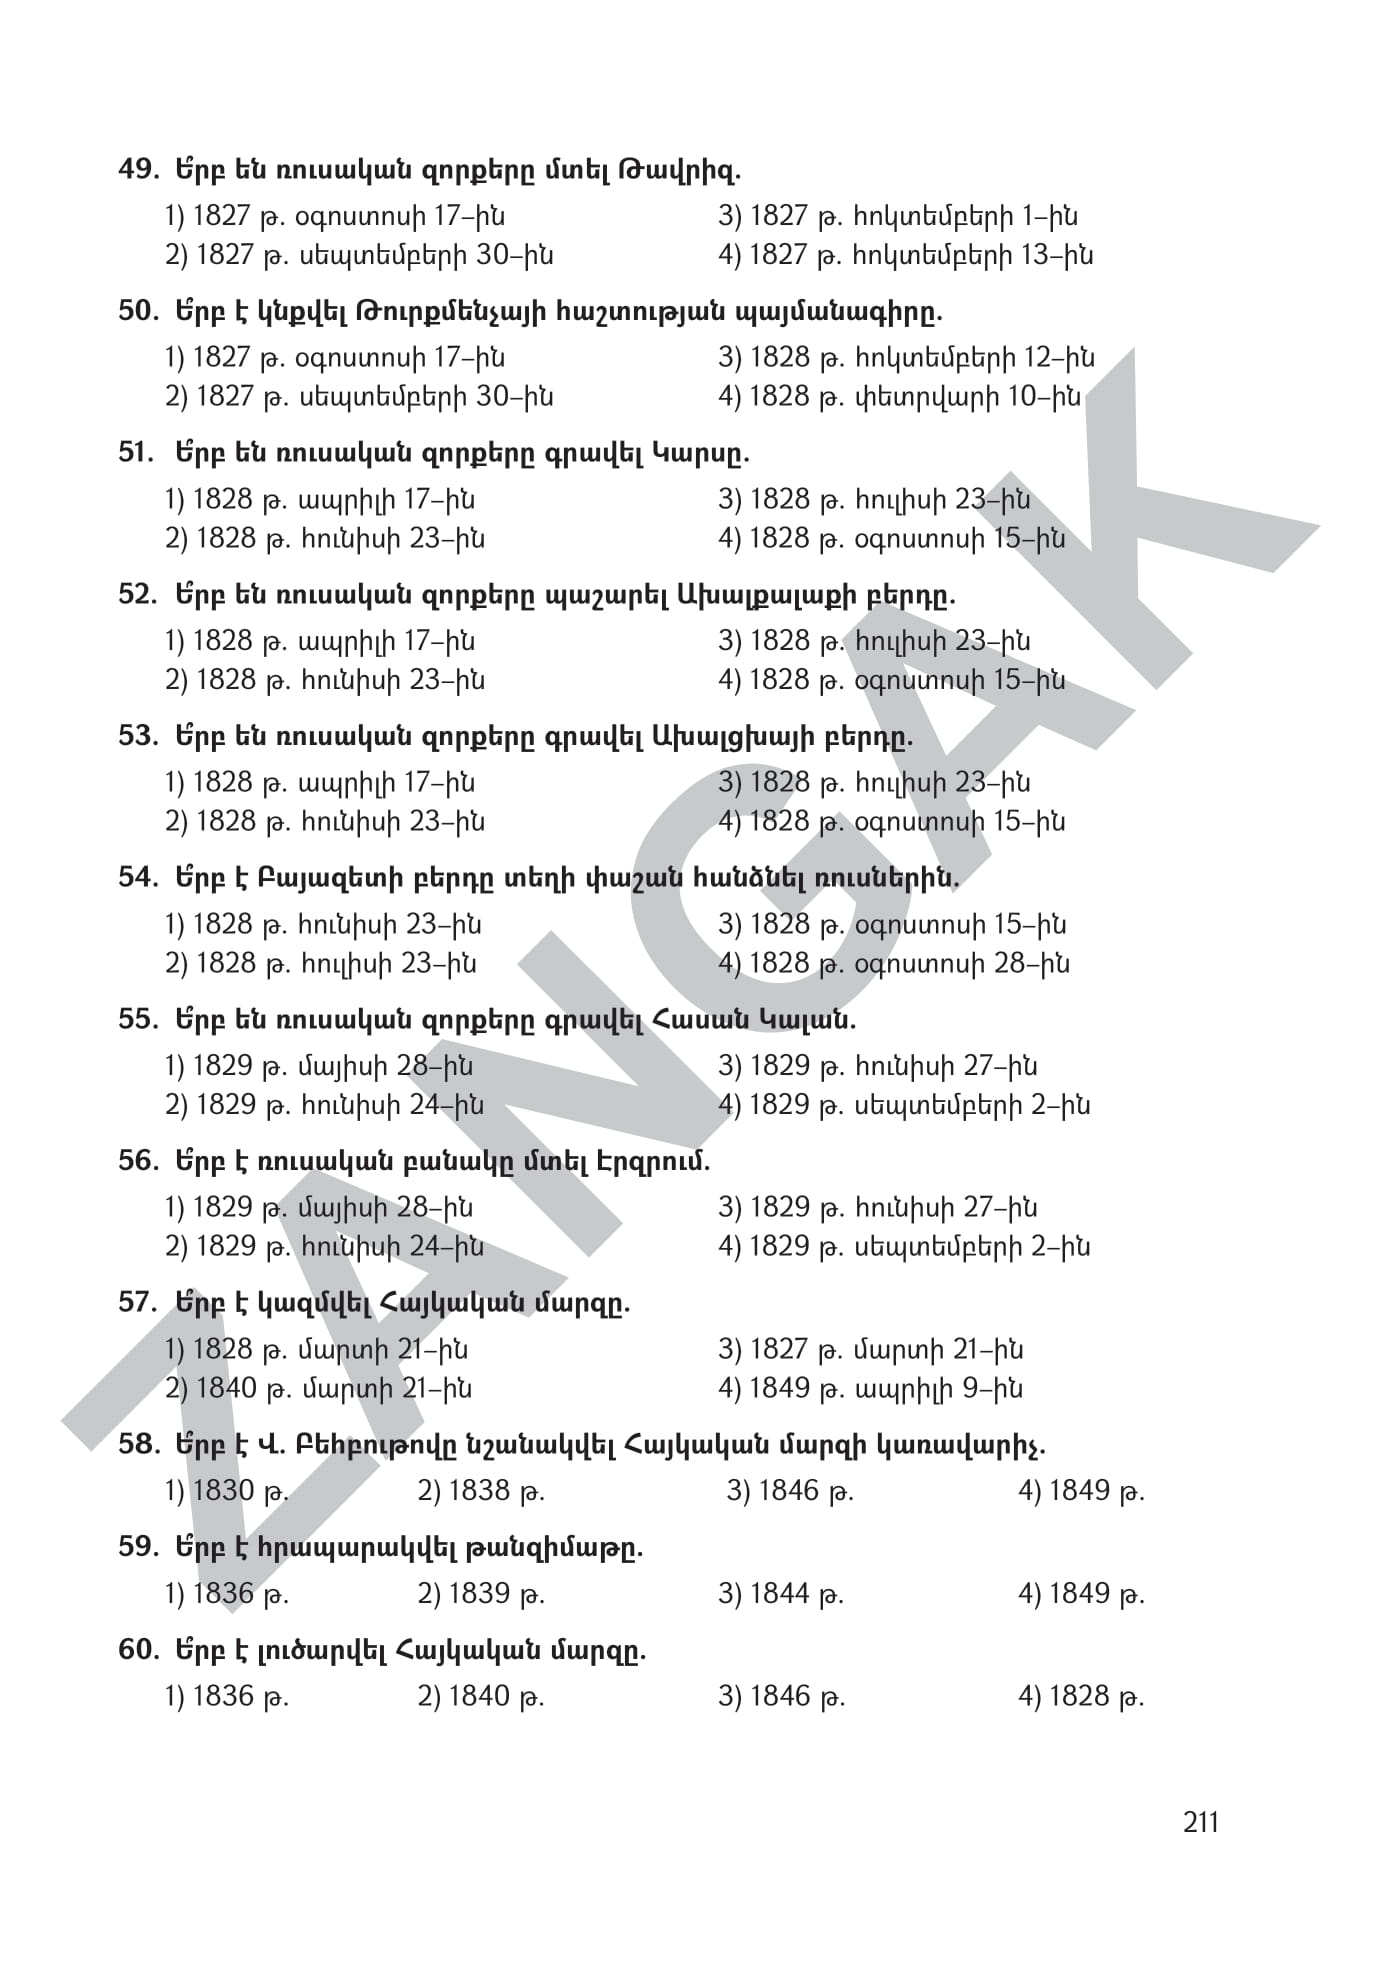 49. Ե՞րբ են ռուսական զորքերը մտել Թավրիզ.
1) 1827 թ. օգոստոսի 17–ին 3) 1827 թ. հոկտեմբերի 1–ին
2) 1827 թ. սեպտեմբերի 30–ին 4) 1827 թ. հոկտեմբերի 13–ին
50. Ե՞րբ է կնքվել Թուրքմենչայի հաշտության պայմանագիրը.
1) 1827 թ. օգոստոսի 17–ին 3) 1828 թ. հոկտեմբերի 12–ին
2) 1827 թ. սեպտեմբերի 30–ին 4) 1828 թ. փետրվարի 10–ին
51. Ե՞րբ են ռուսական զորքերը գրավել Կարսը.
1) 1828 թ. ապրիլի 17–ին 3) 1828 թ. հուլիսի 23–ին
2) 1828 թ. հունիսի 23–ին 4) 1828 թ. օգոստոսի 15–ին
52. Ե՞րբ են ռուսական զորքերը պաշարել Ախալքալաքի բերդը.
1) 1828 թ. ապրիլի 17–ին 3) 1828 թ. հուլիսի 23–ին
2) 1828 թ. հունիսի 23–ին 4) 1828 թ. օգոստոսի 15–ին
53. Ե՞րբ են ռուսական զորքերը գրավել Ախալցխայի բերդը.
1) 1828 թ. ապրիլի 17–ին 3) 1828 թ. հուլիսի 23–ին
2) 1828 թ. հունիսի 23–ին 4) 1828 թ. օգոստոսի 15–ին
54. Ե՞րբ է Բայազետի բերդը տեղի փաշան հանձնել ռուսներին.
1) 1828 թ. հունիսի 23–ին 3) 1828 թ. օգոստոսի 15–ին
2) 1828 թ. հուլիսի 23–ին 4) 1828 թ. օգոստոսի 28–ին
55. Ե՞րբ են ռուսական զորքերը գրավել Հասան Կալան.
1) 1829 թ. մայիսի 28–ին 3) 1829 թ. հունիսի 27–ին
2) 1829 թ. հունիսի 24–ին 4) 1829 թ. սեպտեմբերի 2–ին
56. Ե՞րբ է ռուսական բանակը մտել Էրզրում.
1) 1829 թ. մայիսի 28–ին 3) 1829 թ. հունիսի 27–ին
2) 1829 թ. հունիսի 24–ին 4) 1829 թ. սեպտեմբերի 2–ին
57. Ե՞րբ է կազմվել Հայկական մարզը.
1) 1828 թ. մարտի 21–ին 3) 1827 թ. մարտի 21–ին
2) 1840 թ. մարտի 21–ին 4) 1849 թ. ապրիլի 9–ին
58. Ե՞րբ է Վ. Բեհբութովը նշանակվել Հայկական մարզի կառավարիչ.
1) 1830 թ. 2) 1838 թ. 3) 1846 թ. 4) 1849 թ.
59. Ե՞րբ է հրապարակվել թանզիմաթը.
1) 1836 թ. 2) 1839 թ. 3) 1844 թ. 4) 1849 թ.
60. Ե՞րբ է լուծարվել Հայկական մարզը.
1) 1836 թ. 2) 1840 թ. 3) 1846 թ. 4) 1828 թ.
211
ZANGAK